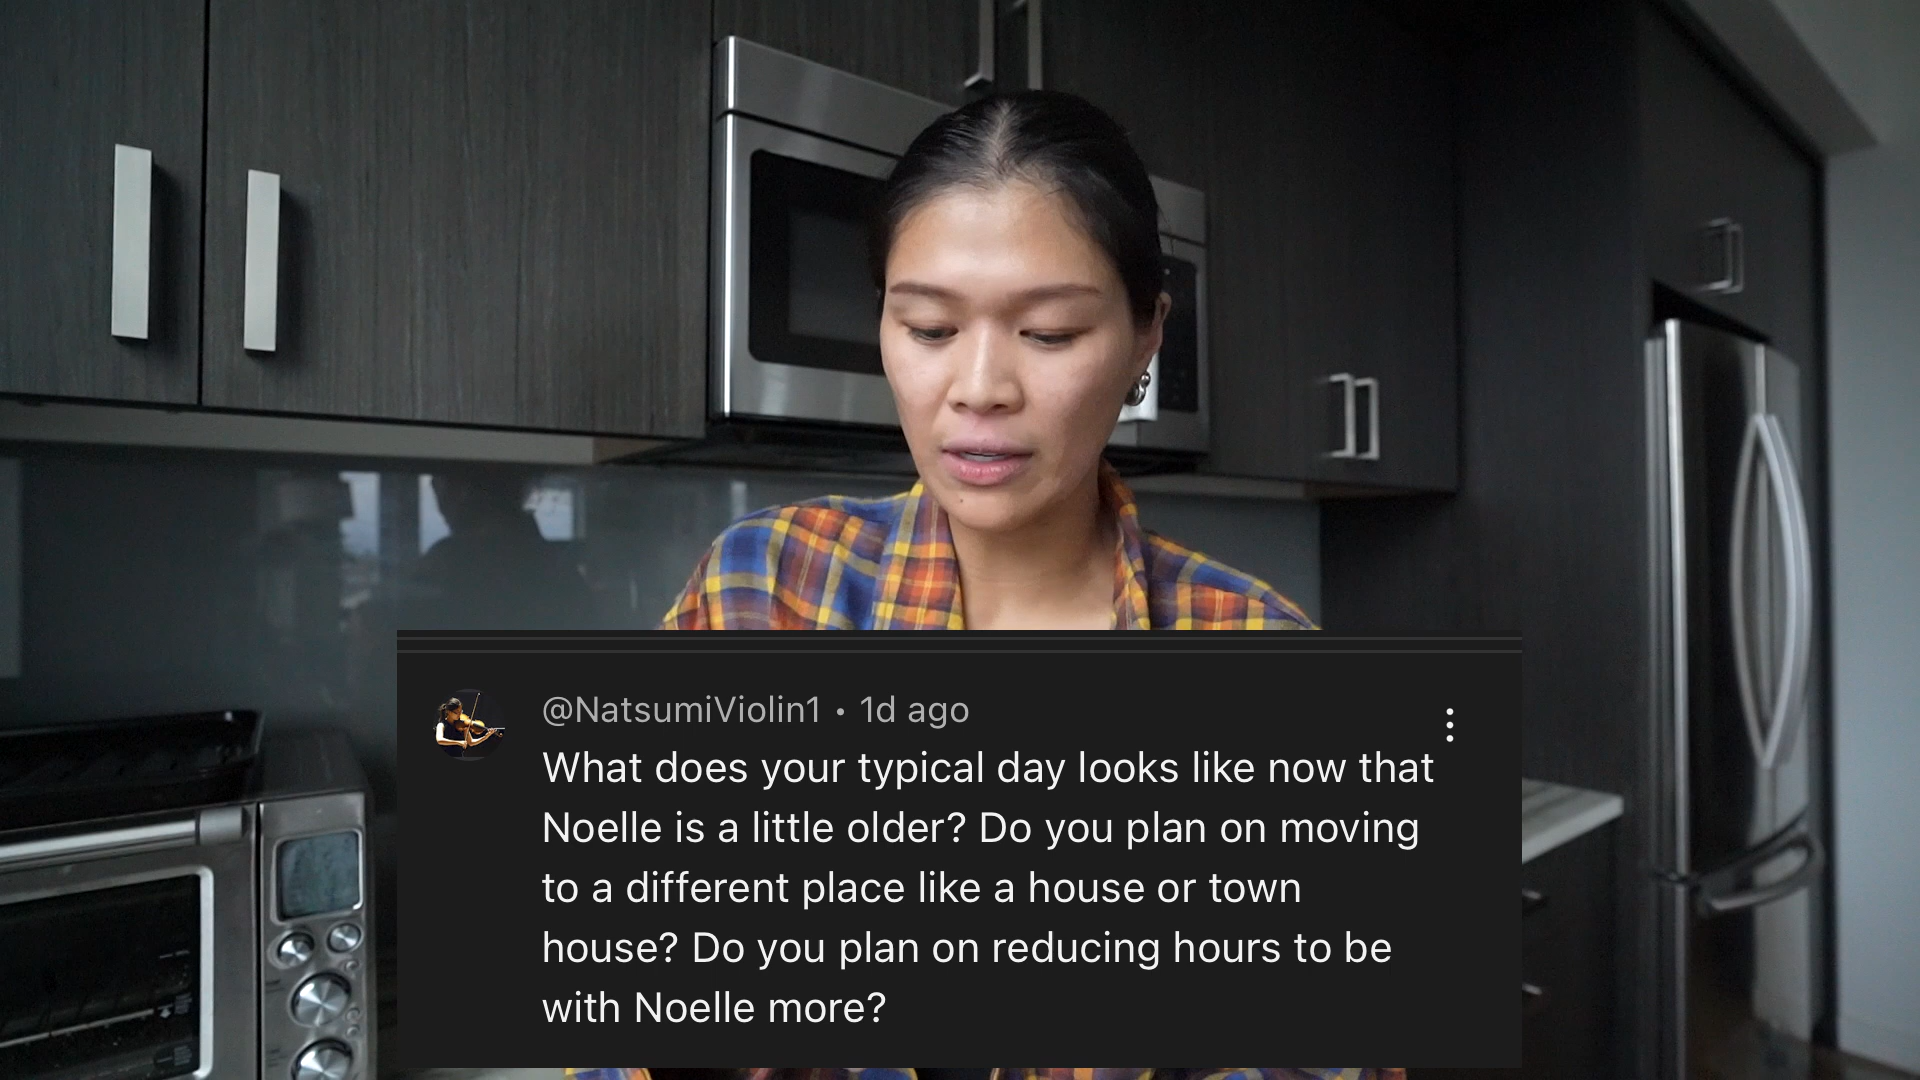 @NatsumiViolin1 • 1d ago
What does your typical day looks like now that
Noelle is a little older? Do you plan on moving
to a different place like a house or town
house? Do you plan on reducing hours to be
with Noelle more?